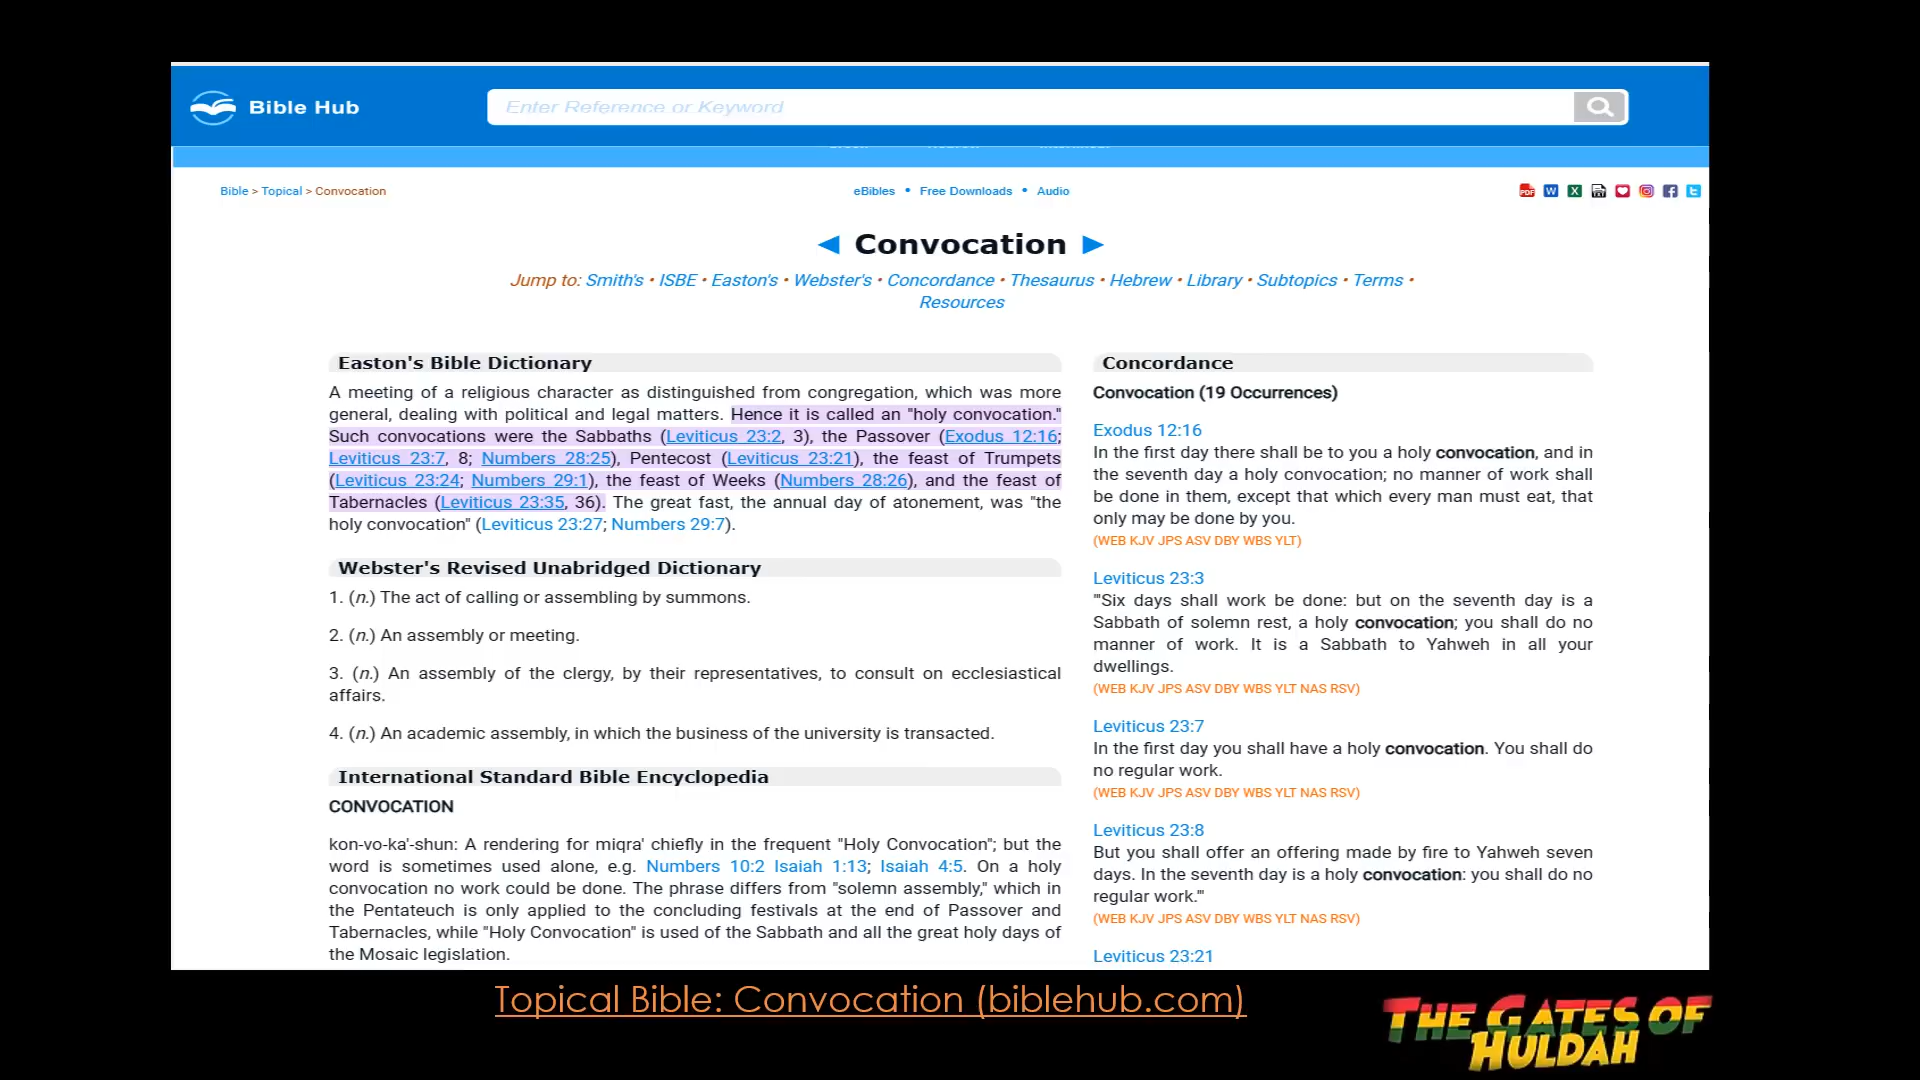 Bible Hub
Enter Reference or Keyword
Bible > Topical > Convocation
eBibles • Free Downloads • Audio
◄ Convocation ►
Jump to: Smith's • ISBE • Easton's • Webster's • Concordance • Thesaurus • Hebrew • Library • Subtopics • Terms •
Resources
Easton's Bible Dictionary
A meeting of a religious character as distinguished from congregation, which was more
general, dealing with political and legal matters. Hence it is called an "holy convocation."
Such convocations were the Sabbaths (Leviticus 23:2, 3), the Passover (Exodus 12:16;
Leviticus 23:7, 8; Numbers 28:25), Pentecost (Leviticus 23:21), the feast of Trumpets
(Leviticus 23:24; Numbers 29:1), the feast of Weeks (Numbers 28:26), and the feast of
Tabernacles (Leviticus 23:35, 36). The great fast, the annual day of atonement, was "the
holy convocation" (Leviticus 23:27; Numbers 29:7).
Webster's Revised Unabridged Dictionary
1. (n.) The act of calling or assembling by summons.
2. (n.) An assembly or meeting.
3. (n.) An assembly of the clergy, by their representatives, to consult on ecclesiastical
affairs.
4. (n.) An academic assembly, in which the business of the university is transacted.
International Standard Bible Encyclopedia
CONVOCATION
kon-vo-ka'-shun: A rendering for miqra' chiefly in the frequent "Holy Convocation"; but the
word is sometimes used alone, e.g. Numbers 10:2 Isaiah 1:13; Isaiah 4:5. On a holy
convocation no work could be done. The phrase differs from "solemn assembly," which in
the Pentateuch is only applied to the concluding festivals at the end of Passover and
Tabernacles, while "Holy Convocation" is used of the Sabbath and all the great holy days of
the Mosaic legislation.
Concordance
Convocation (19 Occurrences)
Exodus 12:16
In the first day there shall be to you a holy convocation, and in
the seventh day a holy convocation; no manner of work shall
be done in them, except that which every man must eat, that
only may be done by you.
(WEB KJV JPS ASV DBY WBS YLT)
Leviticus 23:3
"'Six days shall work be done: but on the seventh day is a
Sabbath of solemn rest, a holy convocation; you shall do no
manner of work. It is a Sabbath to Yahweh in all your
dwellings.
(WEB KJV JPS ASV DBY WBS YLT NAS RSV)
Leviticus 23:7
In the first day you shall have a holy convocation. You shall do
no regular work.
(WEB KJV JPS ASV DBY WBS YLT NAS RSV)
Leviticus 23:8
But you shall offer an offering made by fire to Yahweh seven
days. In the seventh day is a holy convocation: you shall do no
regular work.'"
(WEB KJV JPS ASV DBY WBS YLT NAS RSV)
Leviticus 23:21
Topical Bible: Convocation (biblehub.com)
THE GATES OF
HULDAH